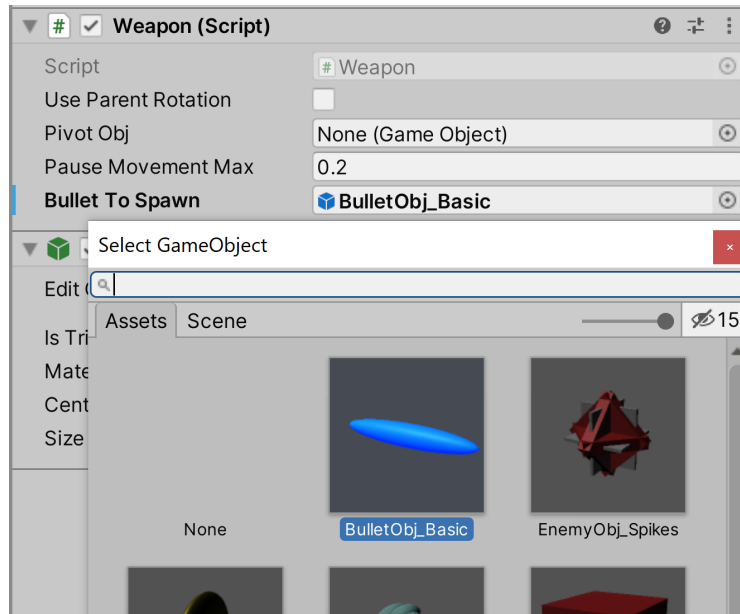 Weapon (Script)
Script
# Weapon
Use Parent Rotation
Pivot Obj
None (Game Object)
Pause Movement Max
0.2
Bullet To Spawn
BulletObj_Basic
Select GameObject
Edit
Assets
Scene
15
Is Tri
Mate
Cent
Size
None
BulletObj_Basic
EnemyObj_Spikes